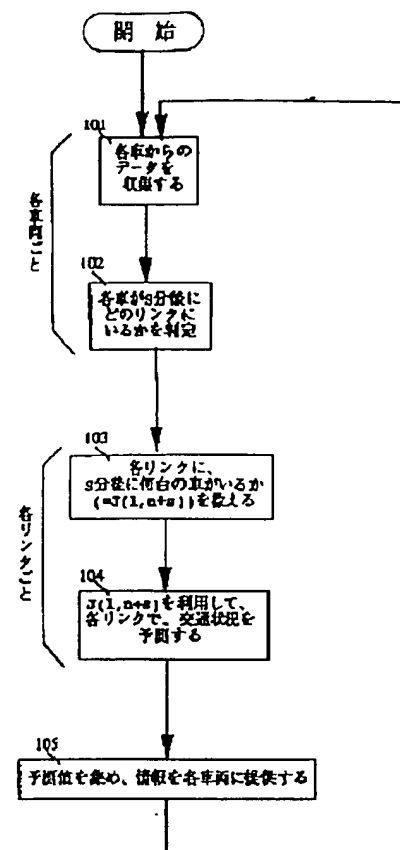 開 始
101
各車からの
データを
収集する
各車両ごと
102
各車がS分後に
どのリンクに
いるかを判定
103
各リンクに、
S分後に何台の車がいるか
(=J(l,n+s))を数える
各リンクごと
104
J(l,n+s)を利用して、
各リンクで、交通状況を
予測する
105
予測値を集め、情報を各車両に提供する